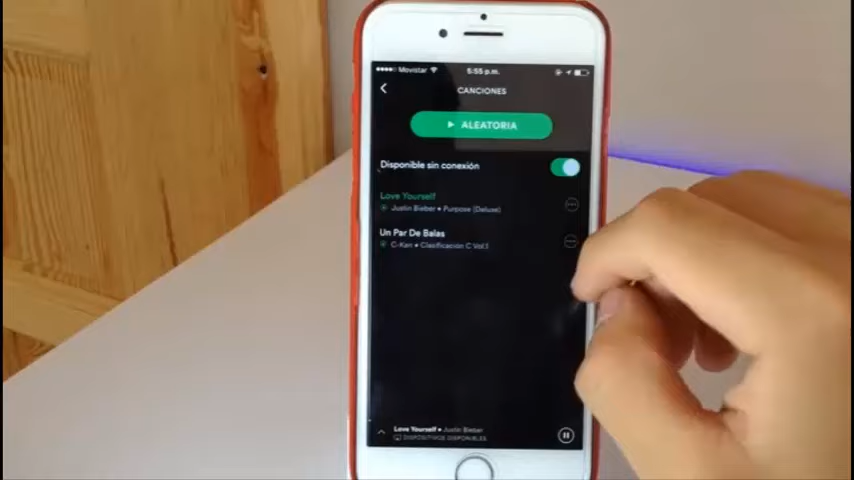 Movistar 5:55 p.m.
CANCIONES
ALEATORIA
Disponible sin conexión
Love Yourself
Justin Bieber • Purpose (Deluxe)
Un Par De Balas
C-Kan • Clasificación C Vol.1
Love Yourself • Justin Bieber
DISPOSITIVOS DISPONIBLES